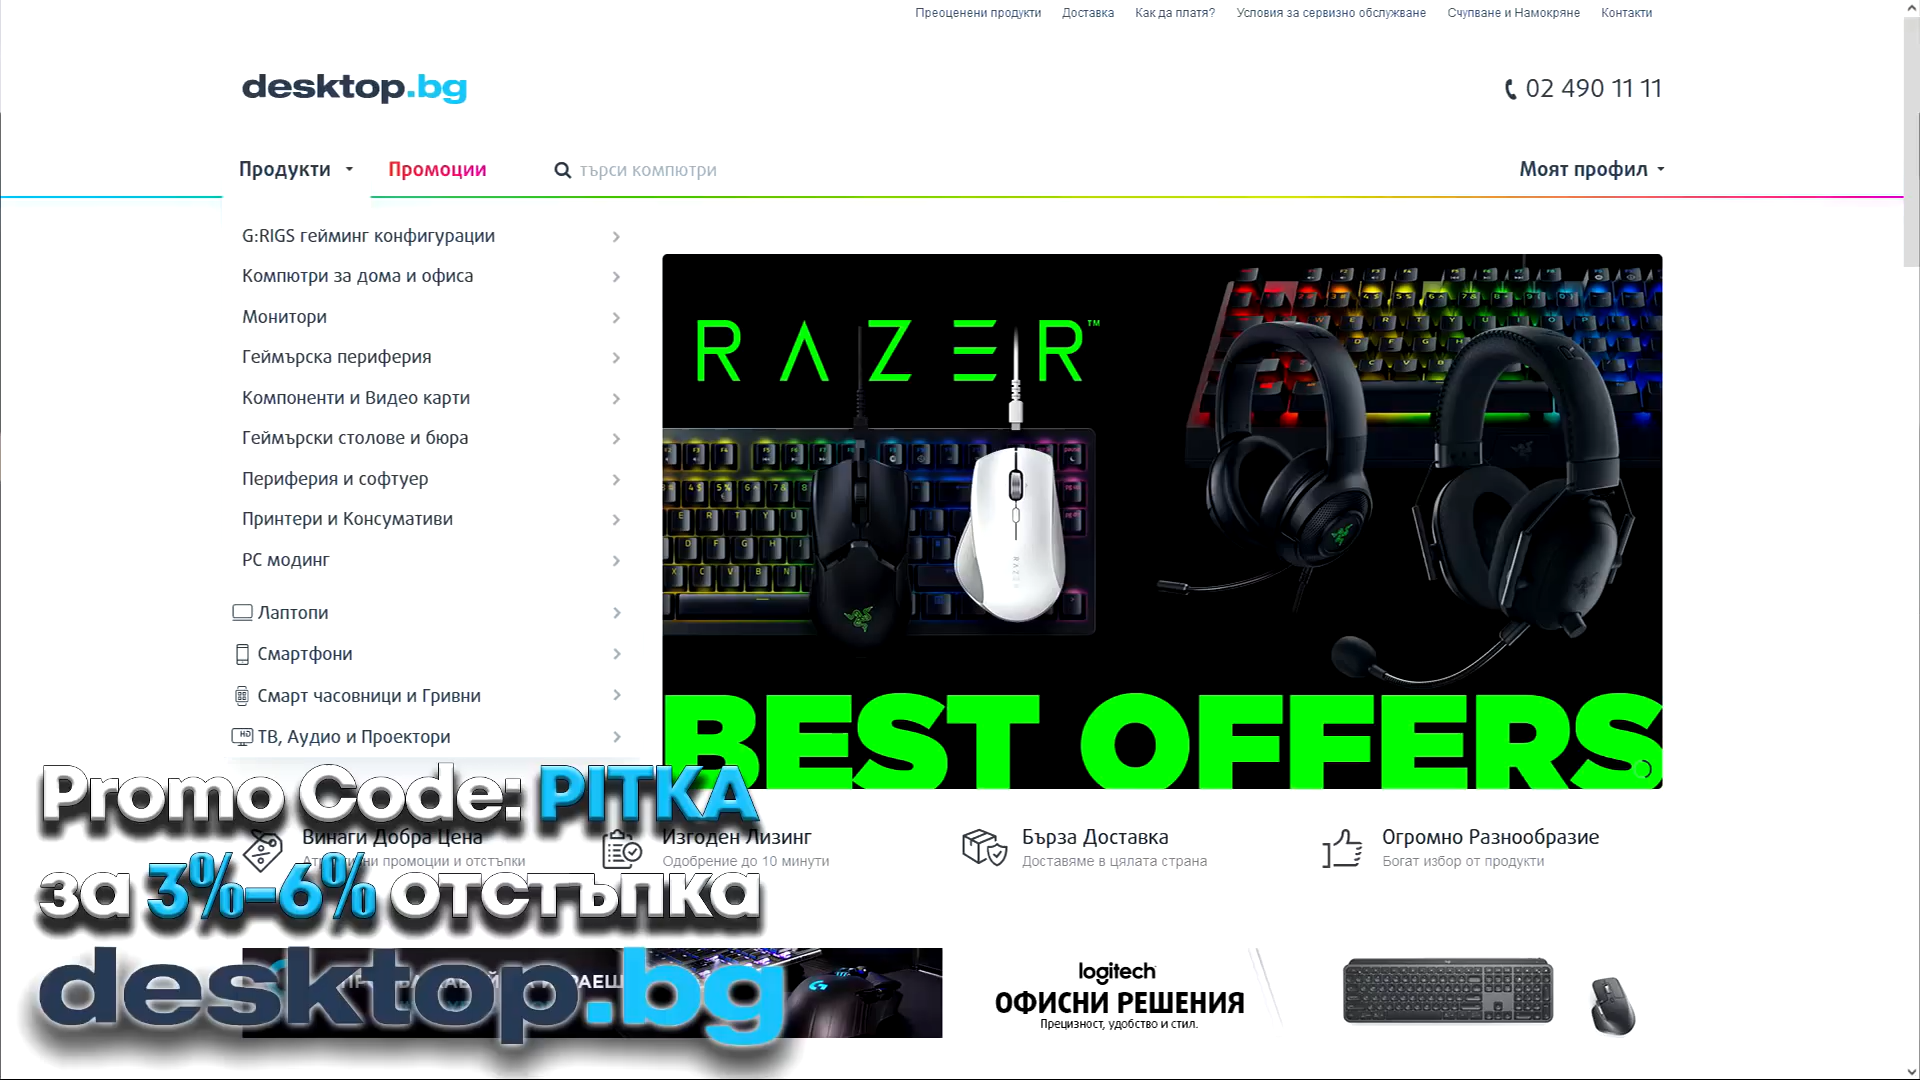 Преоценени продукти Доставка Как да платя? Условия за сервизно обслужване Счупване и Намокряне Контакти
desktop.bg
02 490 11 11
Продукти Промоции търси компютри Моят профил
G:RIGS гейминг конфигурации
Компютри за дома и офиса
Монитори
Геймърска периферия
Компоненти и Видео карти
Геймърски столове и бюра
Периферия и софтуер
Принтери и Консумативи
PC модинг
Лаптопи
Смартфони
Смарт часовници и Гривни
ТВ, Аудио и Проектори
RAZER™
BEST OFFERS
Promo Code: PITKA
за 3%-6% отстъпка
desktop.bg
Винаги Добра Цена
промоции и отстъпки
Изгоден Лизинг
Одобрение до 10 минути
Бърза Доставка
Доставяме в цялата страна
Огромно Разнообразие
Богат избор от продукти
logitech
ОФИСНИ РЕШЕНИЯ
Прецизност, удобство и стил.